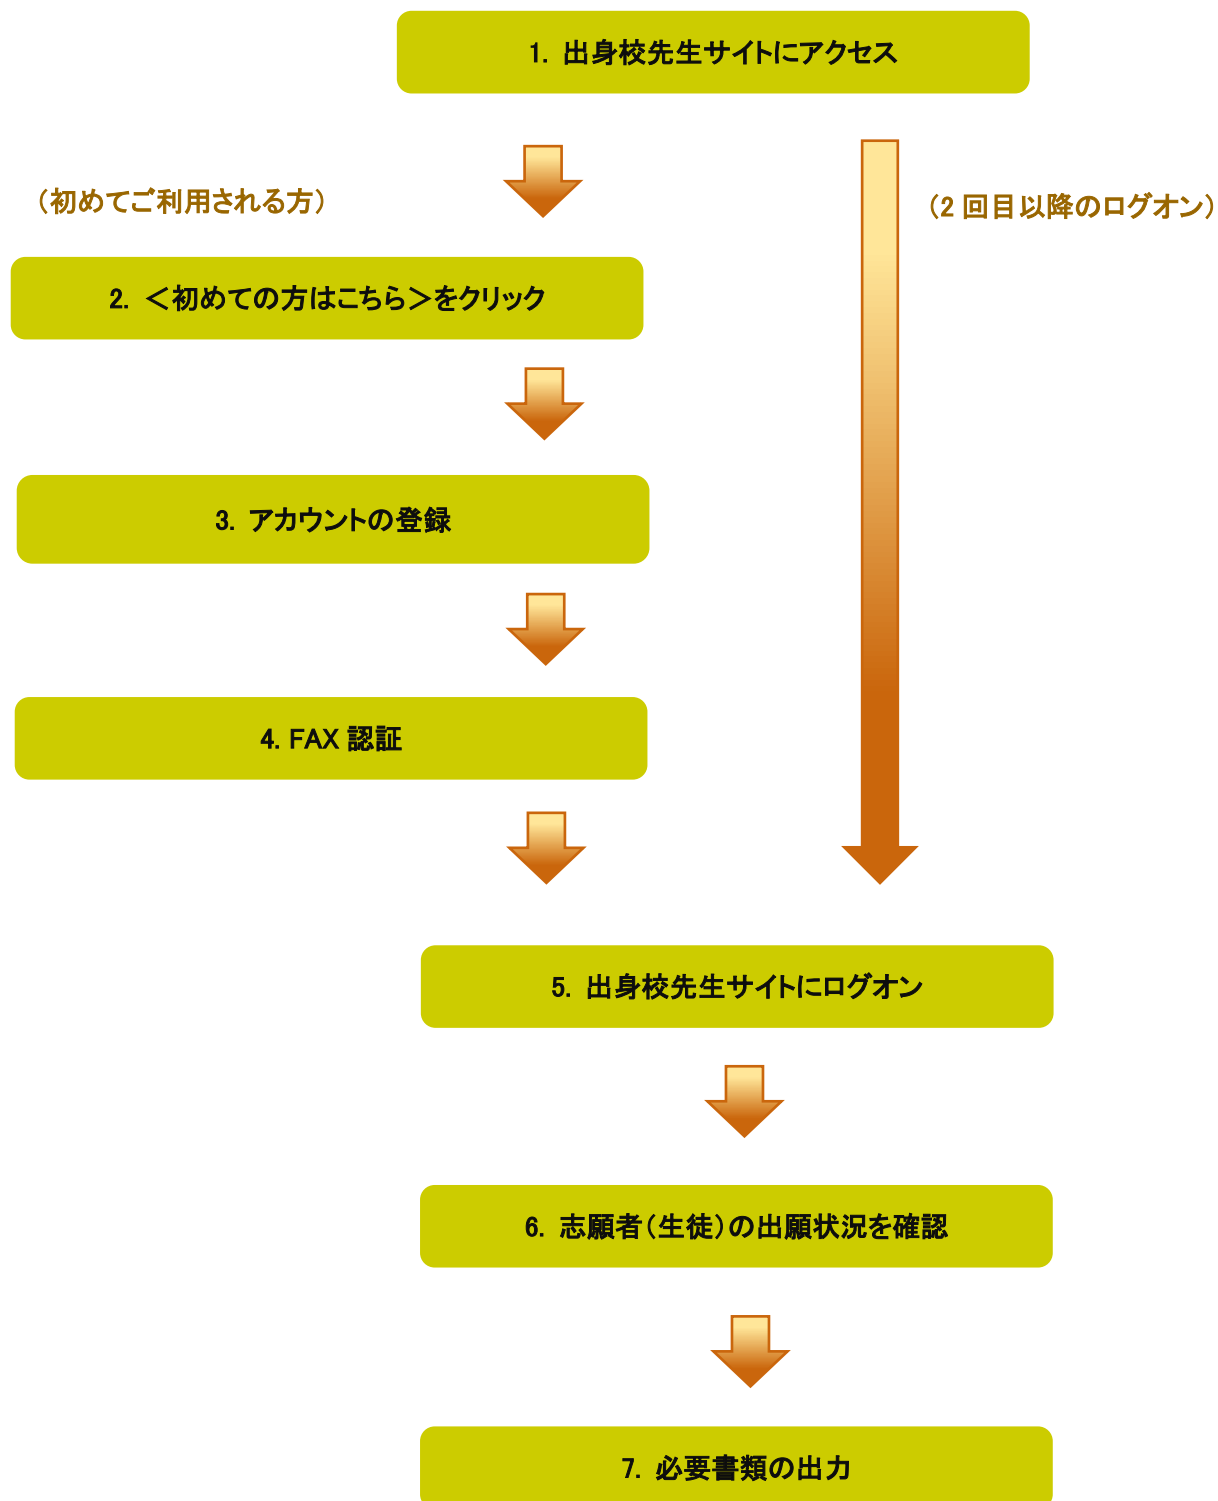 1. 出身校先生サイトにアクセス
（初めてご利用される方）
（2 回目以降のログオン）
2. ＜初めての方はこちら＞をクリック
3. アカウントの登録
4. FAX 認証
5. 出身校先生サイトにログオン
6. 志願者（生徒）の出願状況を確認
7. 必要書類の出力